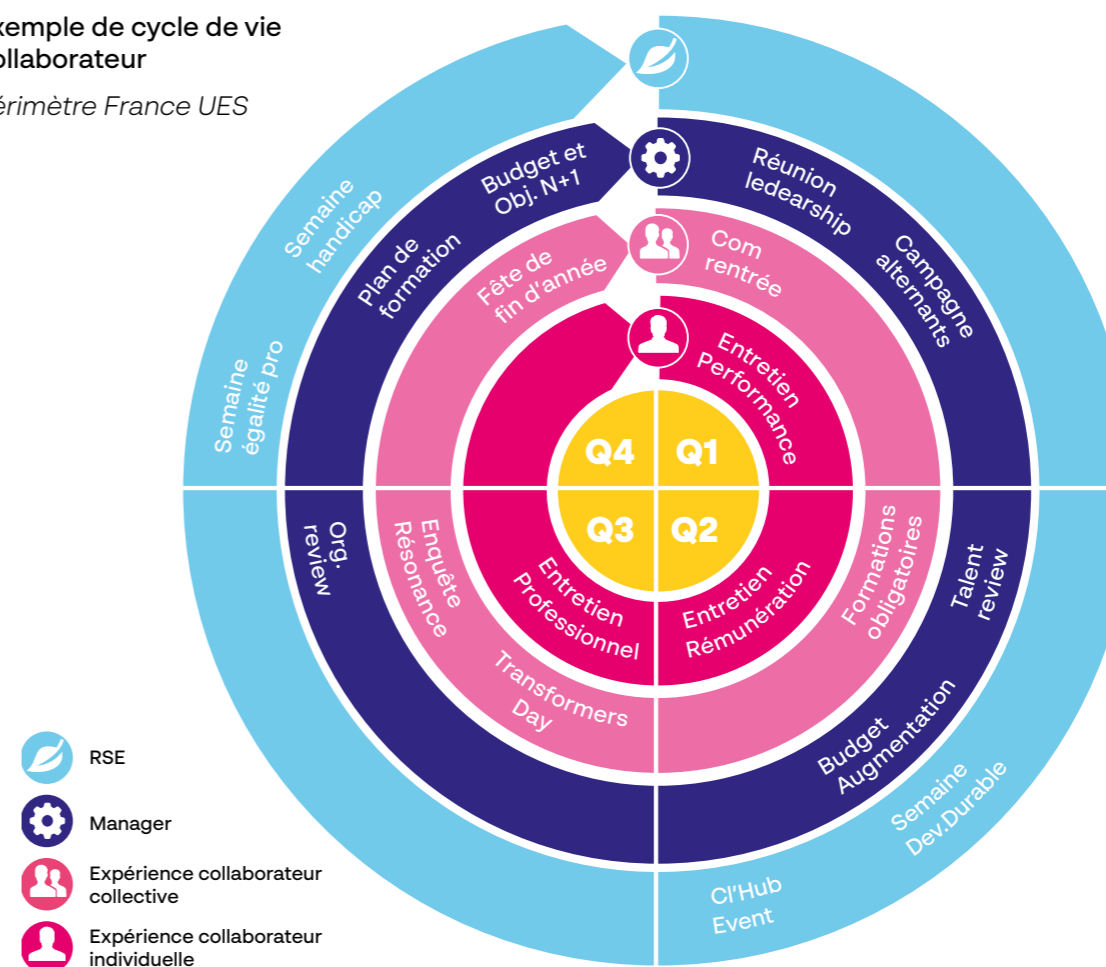 xemple de cycle de vie
ollaborateur
érimètre France UES
Semaine
handicap
Semaine
égalité pro
Budget et
Obj. N+1
Plan de
formation
Fête de
fin d'année
Réunion
ledearship
Campagne
alternants
Com
rentrée
Entretien
Performance
Q4
Q1
Q3
Q2
Org.
review
Enquête
Résonance
Transformers
Day
Entretien
Professionnel
Entretien
Rémunération
Formations
obligatoires
Talent
review
Budget
Augmentation
Semaine
Dev.Durable
Cl'Hub
Event
RSE
Manager
Expérience collaborateur
collective
Expérience collaborateur
individuelle